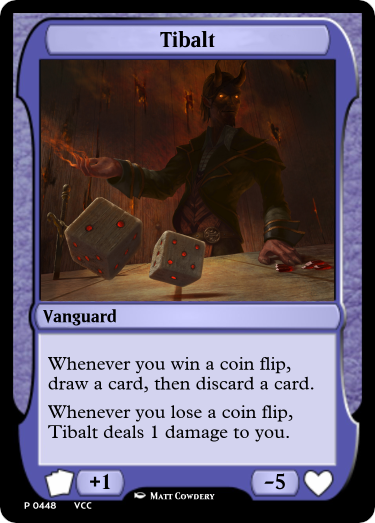 Tibalt
Vanguard
Whenever you win a coin flip,
draw a card, then discard a card.
Whenever you lose a coin flip,
Tibalt deals 1 damage to you.
+1
-5
Matt Cowdery
P 0448 VCC